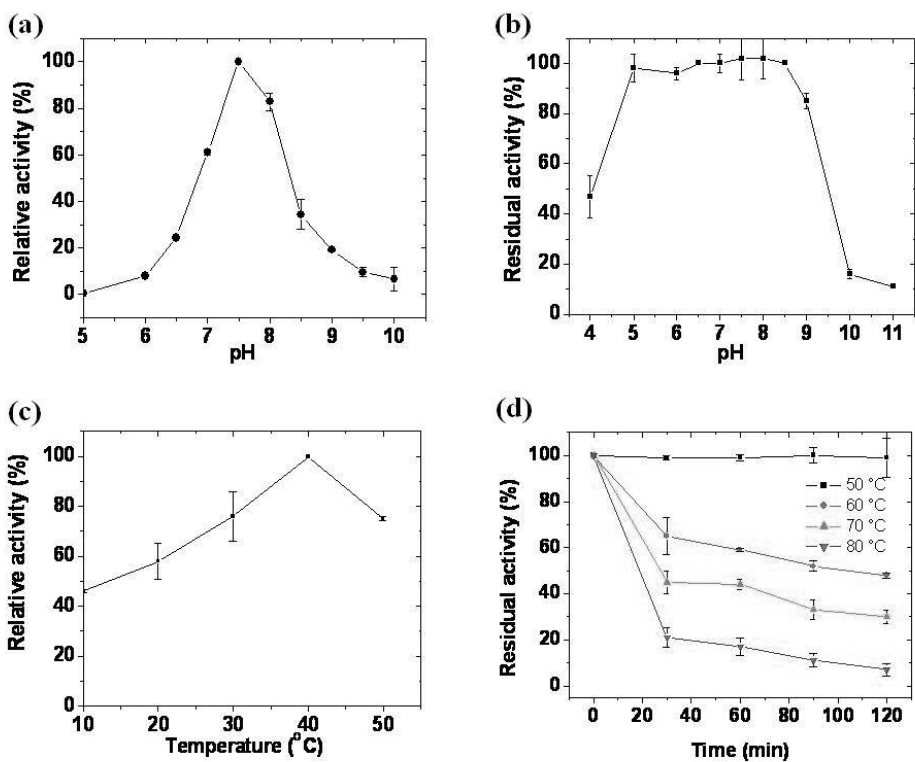 (a)
Relative activity (%)
100
80
60
40
20
0
5 6 7 8 9 10
pH
(b)
Residual activity (%)
100
80
60
40
20
0
4 5 6 7 8 9 10 11
pH
(c)
Relative activity (%)
100
80
60
40
20
0
10 20 30 40 50
Temperature (°C)
(d)
Residual activity (%)
100
80
60
40
20
0
50 °C
60 °C
70 °C
80 °C
0 20 40 60 80 100 120
Time (min)